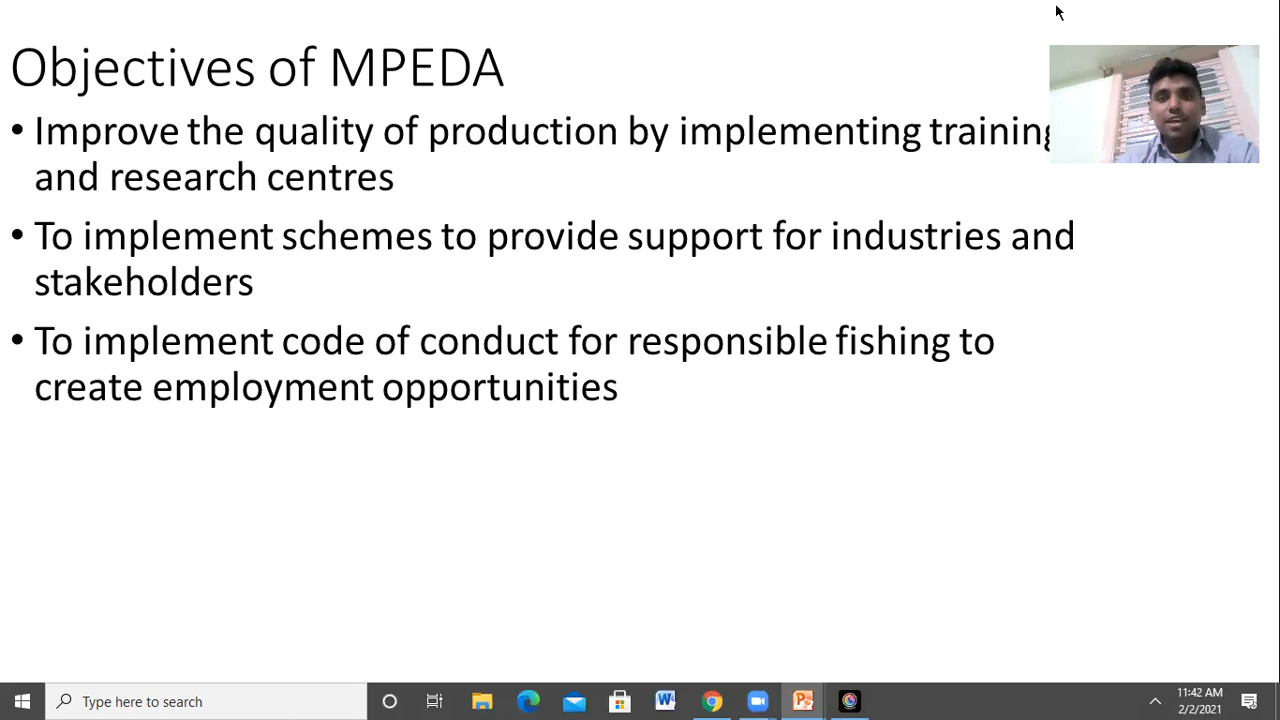 Objectives of MPEDA
• Improve the quality of production by implementing training
and research centres
• To implement schemes to provide support for industries and
stakeholders
• To implement code of conduct for responsible fishing to
create employment opportunities
Type here to search
11:42 AM
2/2/2021